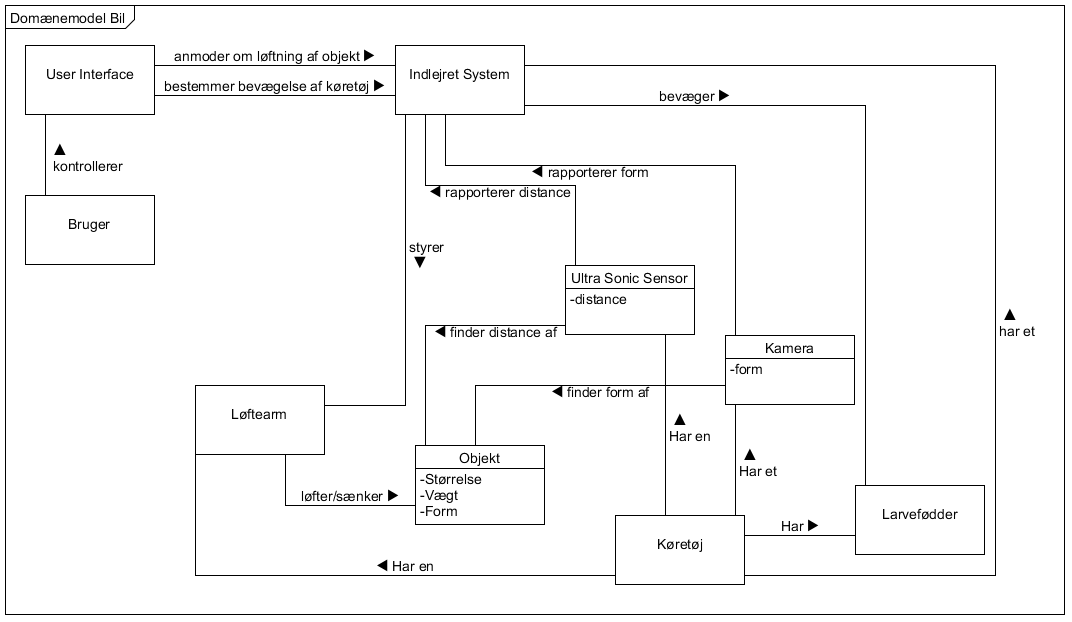 Domænemodel Bil
User Interface
anmoder om løftning af objekt ▶
bestemmer bevægelse af køretøj ▶
Indlejret System
bevæger ▶
▲
kontrollerer
Bruger
◀ rapporterer form
◀ rapporterer distance
styrer
▼
Ultra Sonic Sensor
-distance
◀ finder distance af
▲
har et
Kamera
-form
◀ finder form af
Løftearm
▲
Har en
▲
Har et
Objekt
-Størrelse
-Vægt
-Form
løfter/sænker ▶
Køretøj
Har ▶
Larvefødder
◀ Har en